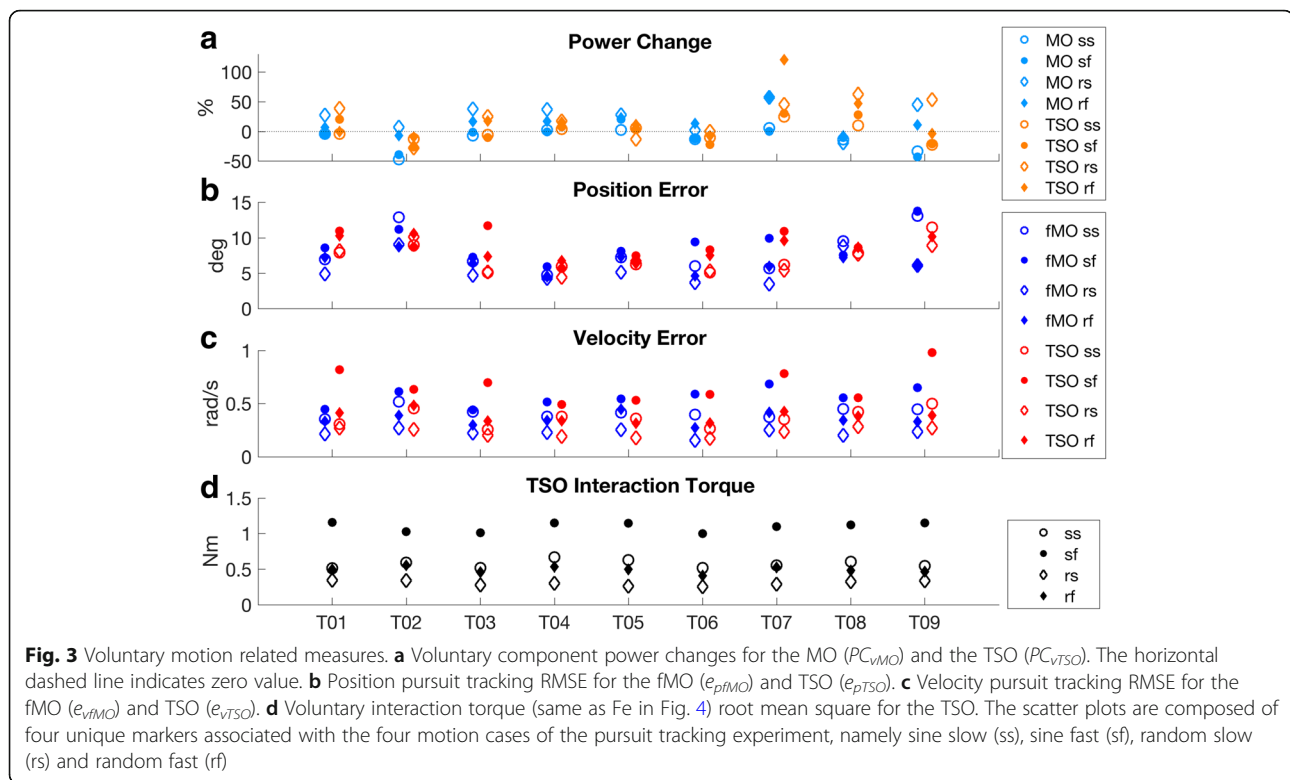 a
Power Change
%
100
50
0
-50
MO ss
MO sf
MO rs
MO rf
TSO ss
TSO sf
TSO rs
TSO rf
b
Position Error
deg
15
10
5
0
fMO ss
fMO sf
fMO rs
fMO rf
TSO ss
TSO sf
TSO rs
TSO rf
c
Velocity Error
rad/s
1
0.5
0
d
TSO Interaction Torque
Nm
1.5
1
0.5
0
ss
sf
rs
rf
T01 T02 T03 T04 T05 T06 T07 T08 T09
Fig. 3 Voluntary motion related measures. a Voluntary component power changes for the MO (PCvMO) and the TSO (PCvTSO). The horizontal
dashed line indicates zero value. b Position pursuit tracking RMSE for the fMO (epfMO) and TSO (epTSO). c Velocity pursuit tracking RMSE for the
fMO (evfMO) and TSO (evTSO). d Voluntary interaction torque (same as Fe in Fig. 4) root mean square for the TSO. The scatter plots are composed of
four unique markers associated with the four motion cases of the pursuit tracking experiment, namely sine slow (ss), sine fast (sf), random slow
(rs) and random fast (rf)